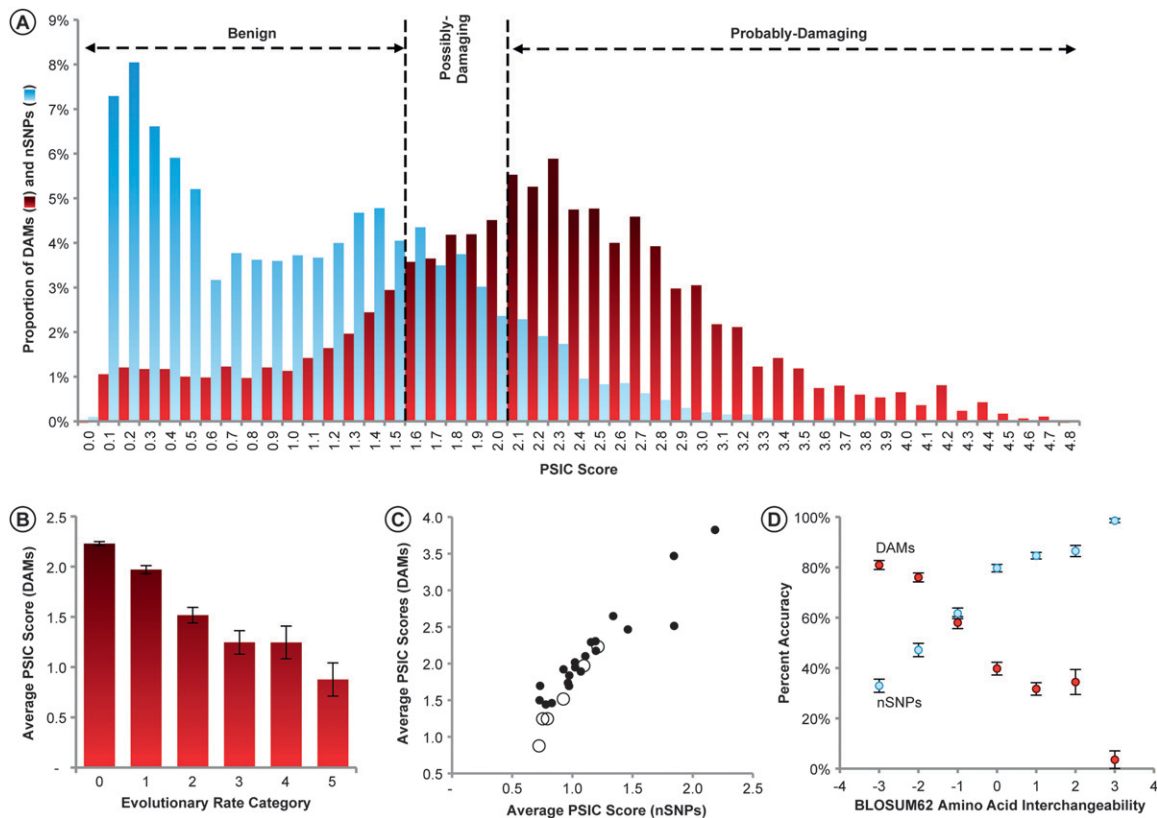 A
Benign
Possibly-
Damaging
Probably-Damaging
Proportion of DAMs ( ) and nSNPs ( )
9%
8%
7%
6%
5%
4%
3%
2%
1%
0%
0.0 0.1 0.2 0.3 0.4 0.5 0.6 0.7 0.8 0.9 1.0 1.1 1.2 1.3 1.4 1.5 1.6 1.7 1.8 1.9 2.0 2.1 2.2 2.3 2.4 2.5 2.6 2.7 2.8 2.9 3.0 3.1 3.2 3.3 3.4 3.5 3.6 3.7 3.8 3.9 4.0 4.1 4.2 4.3 4.4 4.5 4.6 4.7 4.8
PSIC Score
B
Average PSIC Score (DAMs)
2.5
2.0
1.5
1.0
0.5
-
0 1 2 3 4 5
Evolutionary Rate Category
C
Average PSIC Scores (DAMs)
4.0
3.5
3.0
2.5
2.0
1.5
1.0
0.5
- 0.5 1.0 1.5 2.0 2.5
Average PSIC Score (nSNPs)
D
Percent Accuracy
100%
80%
60%
40%
20%
0%
DAMs
nSNPs
-4 -3 -2 -1 0 1 2 3 4
BLOSUM62 Amino Acid Interchangeability